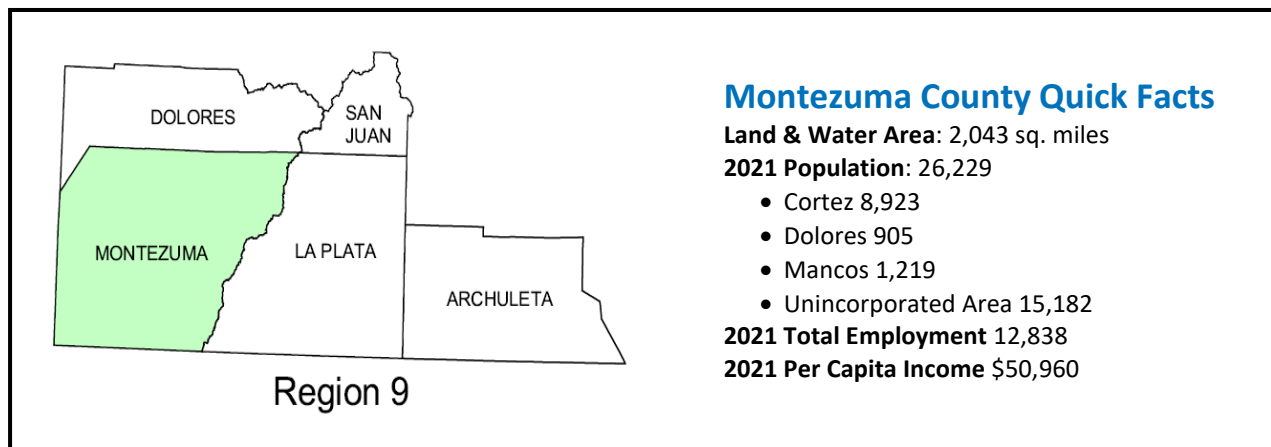 DOLORES
SAN
JUAN
MONTEZUMA
LA PLATA
ARCHULETA
Region 9
Montezuma County Quick Facts
Land & Water Area: 2,043 sq. miles
2021 Population: 26,229
• Cortez 8,923
• Dolores 905
• Mancos 1,219
• Unincorporated Area 15,182
2021 Total Employment 12,838
2021 Per Capita Income $50,960